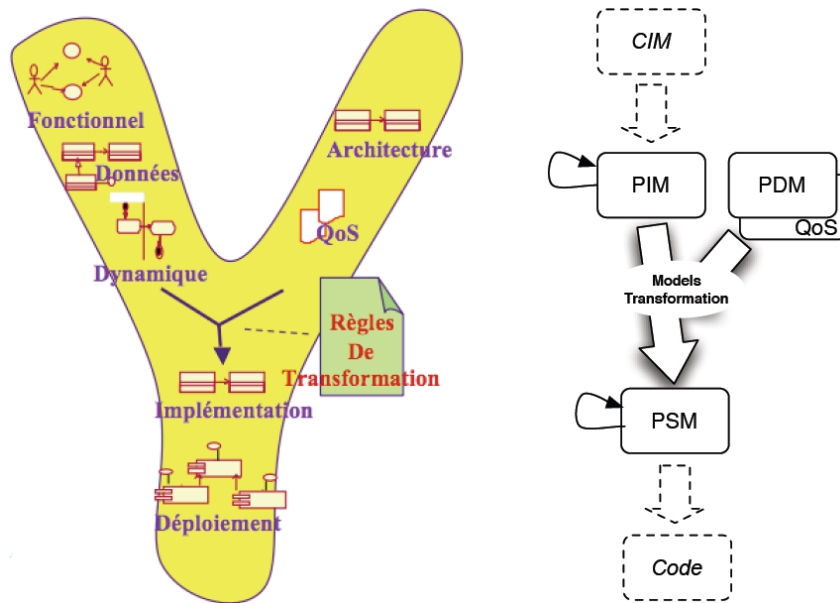 Fonctionnel
Données
Dynamique
Architecture
QoS
Règles
De
Transformation
Implémentation
Déploiement
CIM
PIM
PDM
QoS
Models
Transformation
PSM
Code